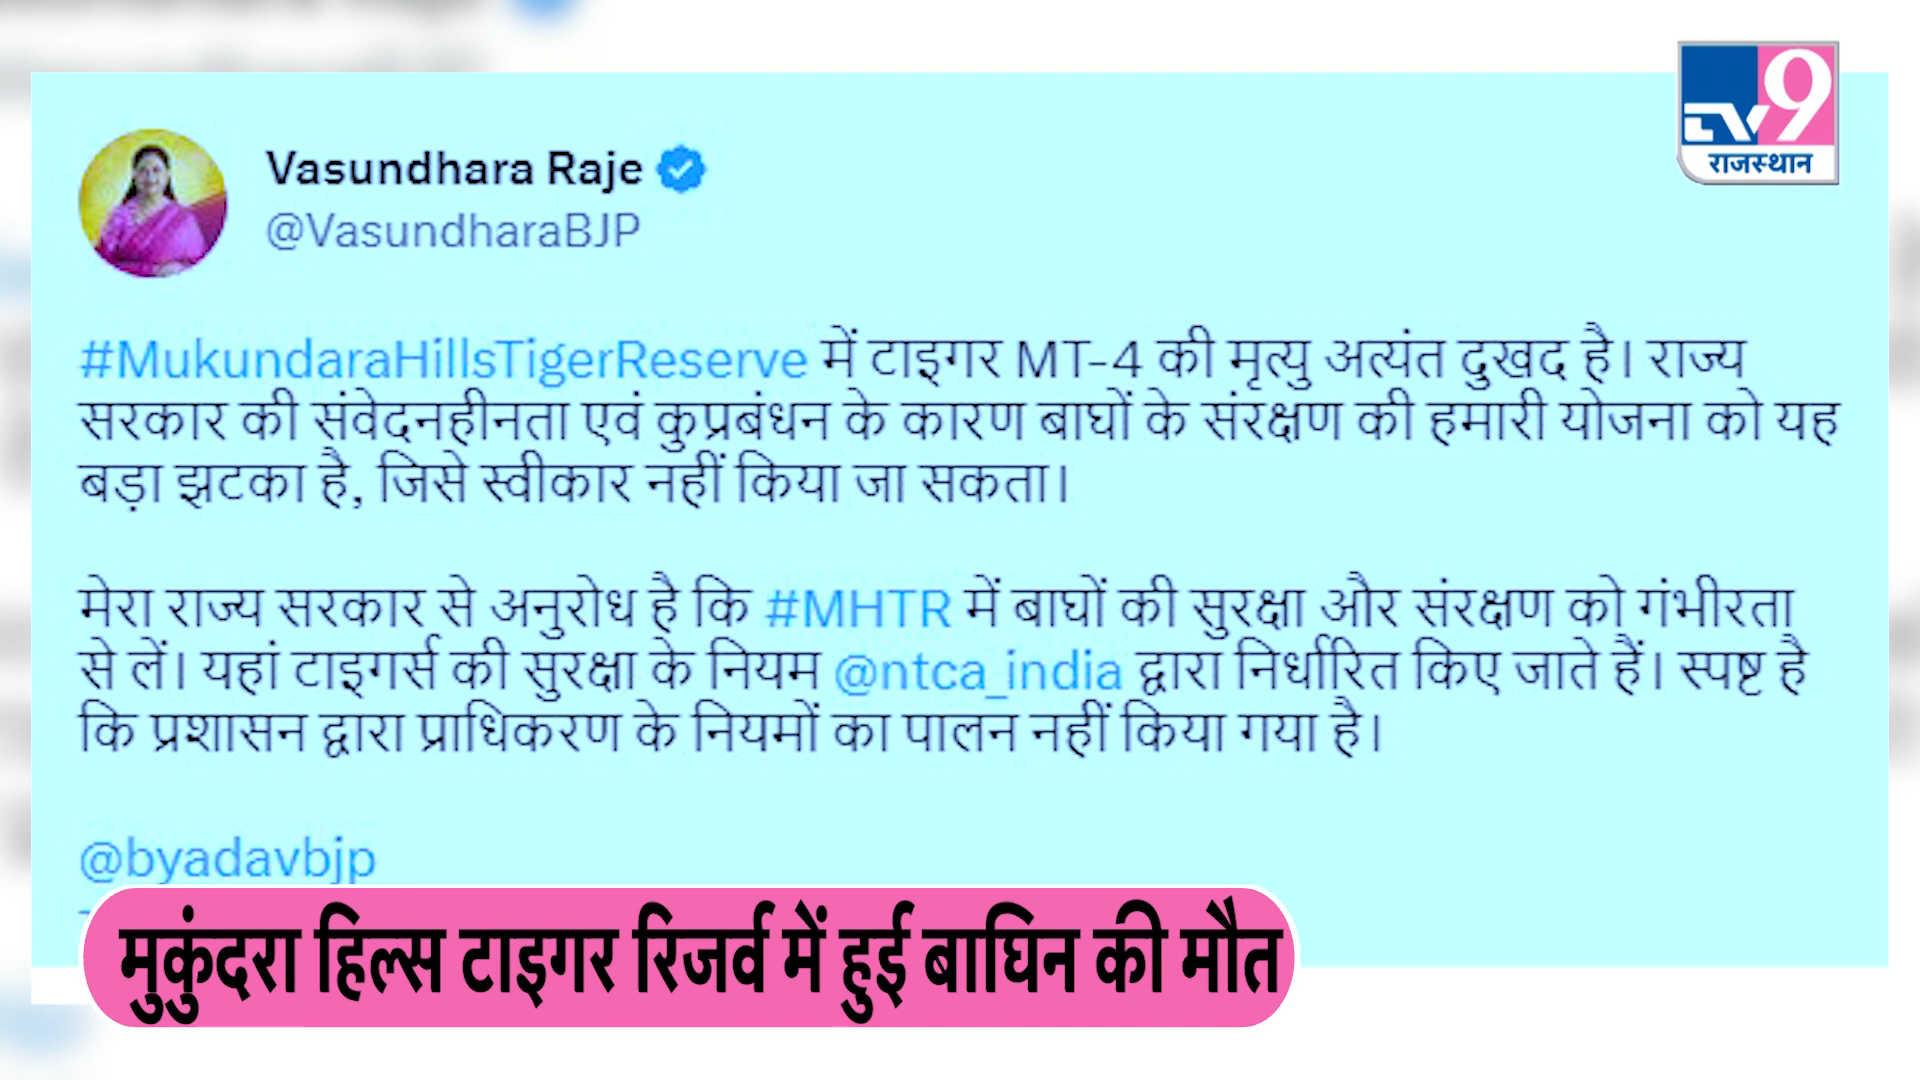 TV9
राजस्थान
Vasundhara Raje
@VasundharaBJP
#MukundaraHillsTigerReserve में टाइगर MT-4 की मृत्यु अत्यंत दुखद है। राज्य
सरकार की संवेदनहीनता एवं कुप्रबंधन के कारण बाघों के संरक्षण की हमारी योजना को यह
बड़ा झटका है, जिसे स्वीकार नहीं किया जा सकता।
मेरा राज्य सरकार से अनुरोध है कि #MHTR में बाघों की सुरक्षा और संरक्षण को गंभीरता
से लें। यहां टाइगर्स की सुरक्षा के नियम @ntca_india द्वारा निर्धारित किए जाते हैं। स्पष्ट है
कि प्रशासन द्वारा प्राधिकरण के नियमों का पालन नहीं किया गया है।
@byadavbjp
मुकुंदरा हिल्स टाइगर रिजर्व में हुई बाघिन की मौत